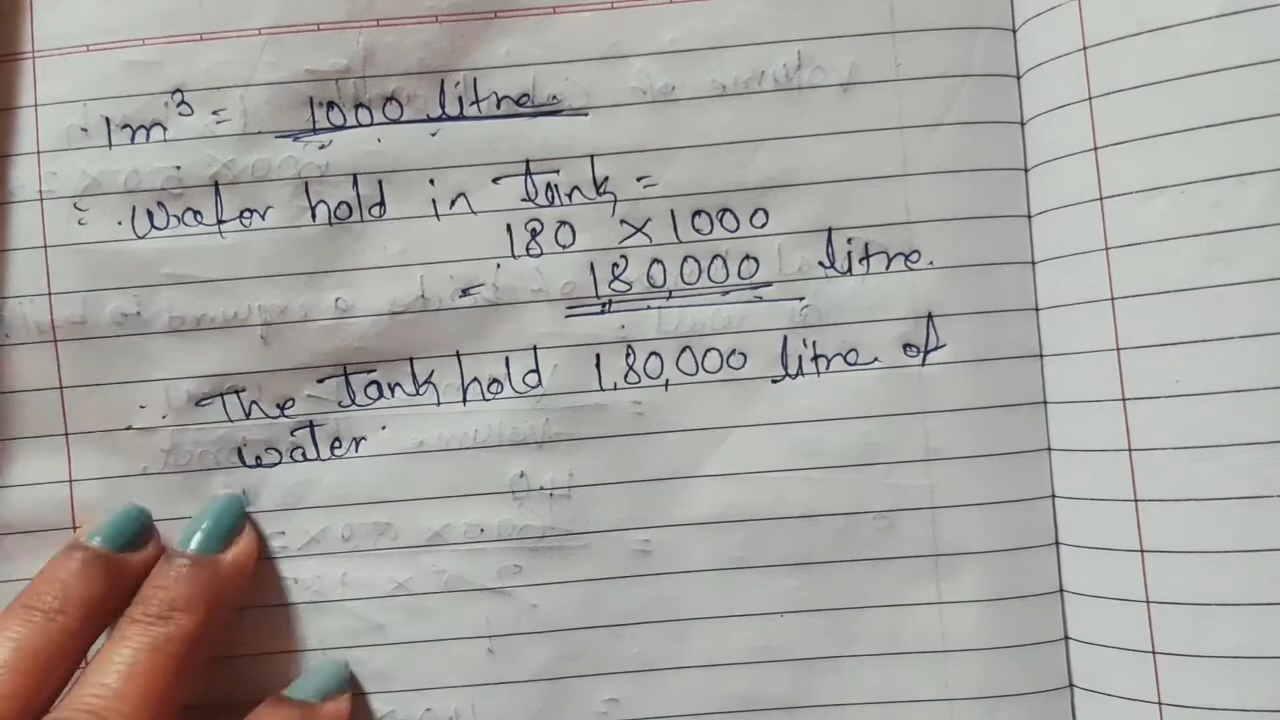 1m³ = 1000 litre.
∴ Water hold in tank =
180 × 1000
= 180,000 litre.
∴ The tank hold 1,80,000 litre of
water